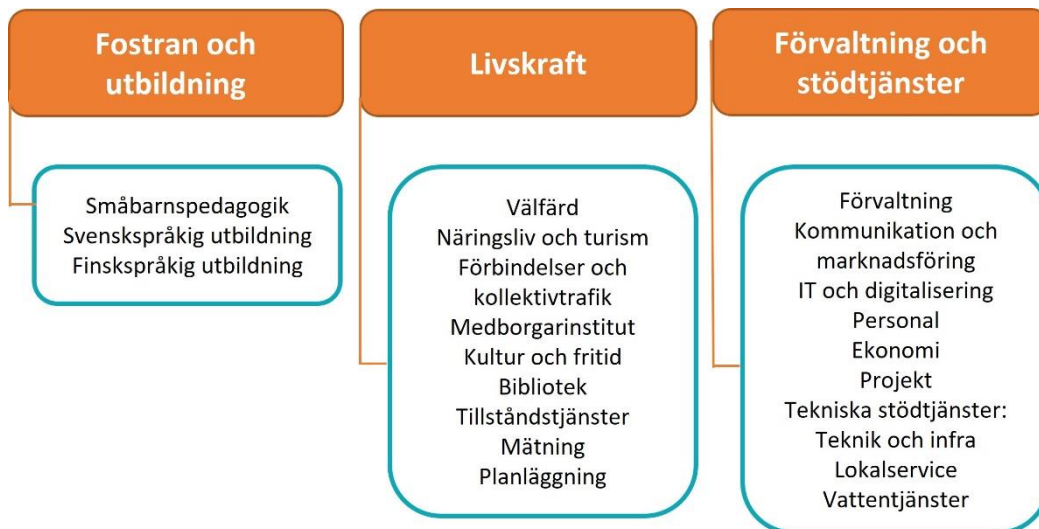 Fostran och
utbildning
Småbarnspedagogik
Svenskspråkig utbildning
Finskspråkig utbildning
Livskraft
Välfärd
Näringsliv och turism
Förbindelser och
kollektivtrafik
Medborgarinstitut
Kultur och fritid
Bibliotek
Tillståndstjänster
Mätning
Planläggning
Förvaltning och
stödtjänster
Förvaltning
Kommunikation och
marknadsföring
IT och digitalisering
Personal
Ekonomi
Projekt
Tekniska stödtjänster:
Teknik och infra
Lokalservice
Vattentjänster